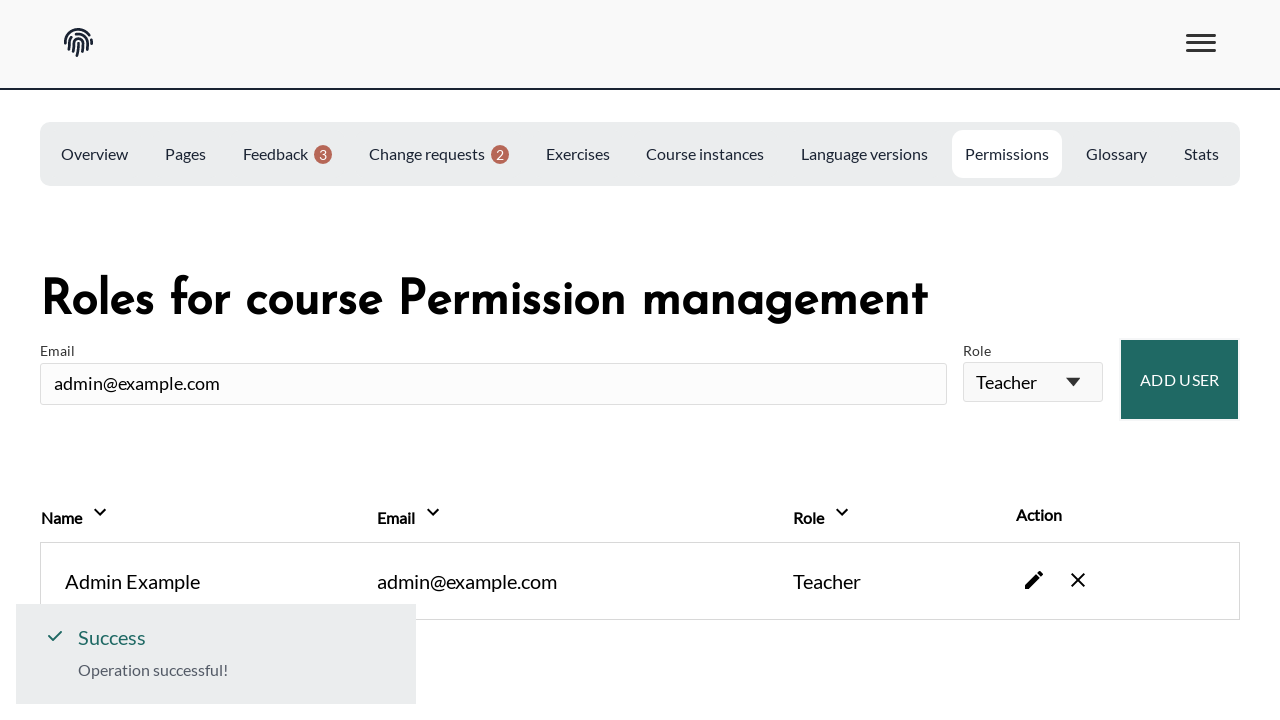 Overview Pages Feedback 3 Change requests 2 Exercises Course instances Language versions Permissions Glossary Stats
Roles for course Permission management
Email Role
admin@example.com Teacher ADD USER
Name Email Role Action
Admin Example admin@example.com Teacher
Success
Operation successful!